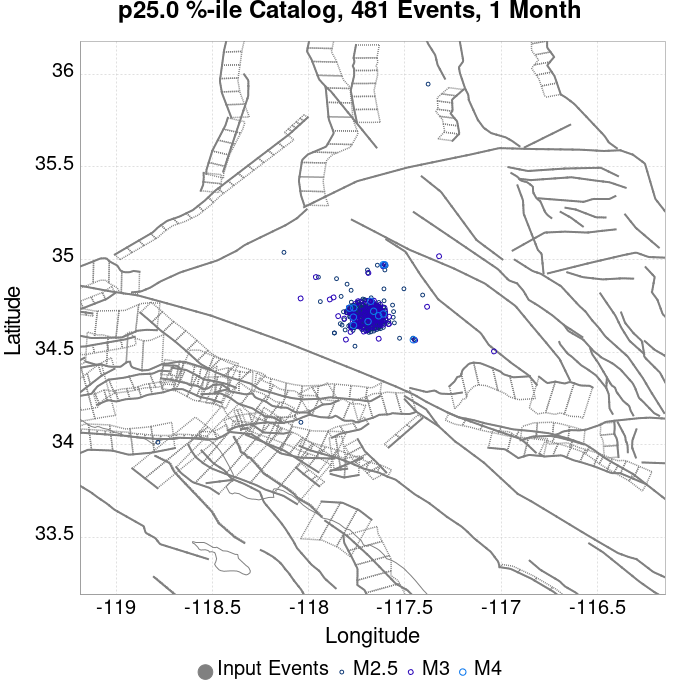 p25.0 %-ile Catalog, 481 Events, 1 Month
36
35.5
35
34.5
34
33.5
Latitude
-119 -118.5 -118 -117.5 -117 -116.5
Longitude
Input Events M2.5 M3 M4